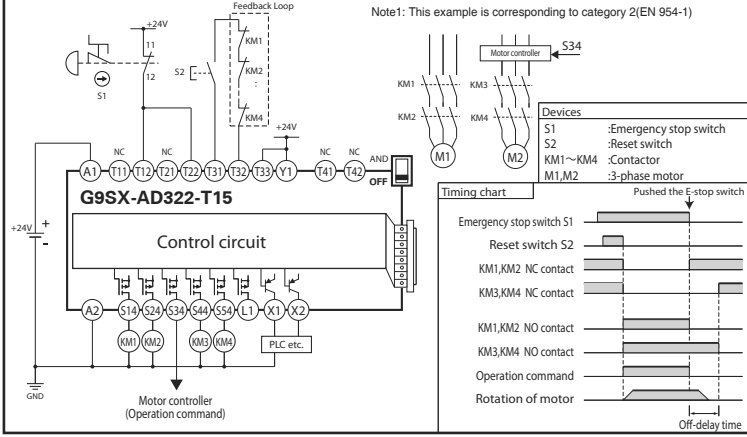 Feedback Loop
Note1: This example is corresponding to category 2(EN 954-1)
+24V
11
12
S1
S2
KM1
KM2
:
KM4
+24V
Motor controller
S34
KM1
KM3
KM2
KM4
M1
M2
Devices
S1 :Emergency stop switch
S2 :Reset switch
KM1～KM4 :Contactor
M1,M2 :3-phase motor
NC NC NC NC
A1 T11 T12 T21 T22 T31 T32 T33 Y1 T41 T42
AND
OFF
G9SX-AD322-T15
+24V
+
-
Control circuit
A2 S14 S24 S34 S44 S54 L1 X1 X2
KM1 KM2 KM3 KM4
PLC etc.
GND
Motor controller
(Operation command)
Timing chart
Pushed the E-stop switch
Emergency stop switch S1
Reset switch S2
KM1,KM2 NC contact
KM3,KM4 NC contact
KM1,KM2 NO contact
KM3,KM4 NO contact
Operation command
Rotation of motor
Off-delay time